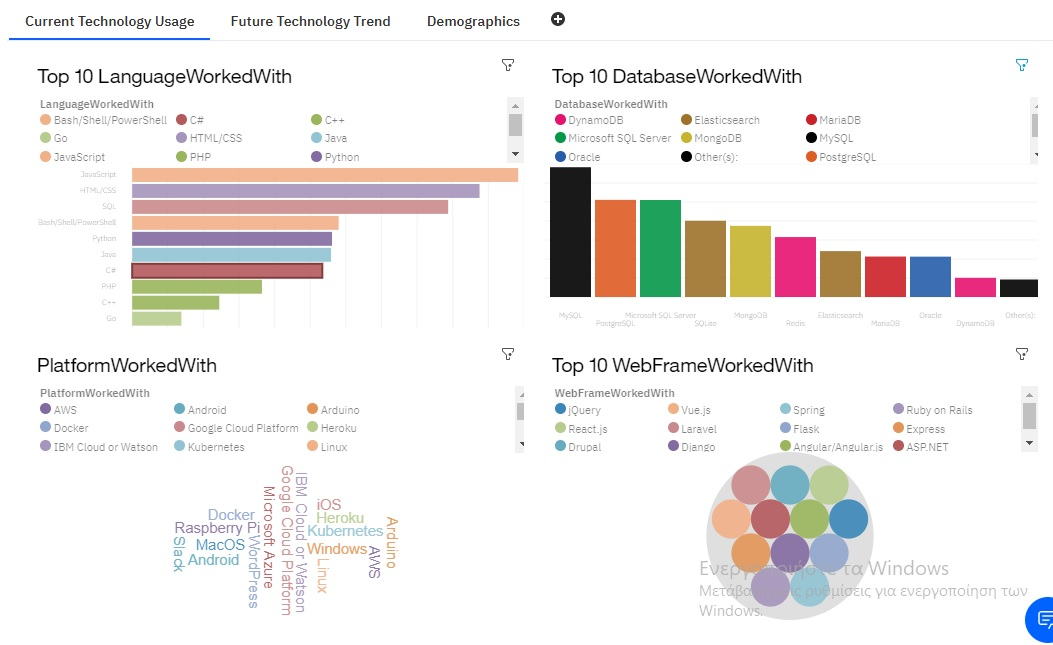 Current Technology Usage
Future Technology Trend
Demographics
Top 10 LanguageWorkedWith
LanguageWorkedWith
Bash/Shell/PowerShell C# C++
Go HTML/CSS Java
JavaScript PHP Python
JavaScript
HTML/CSS
SQL
Bash/Shell/PowerShell
Python
Java
C#
PHP
C++
Go
Top 10 DatabaseWorkedWith
DatabaseWorkedWith
DynamoDB Elasticsearch MariaDB
Microsoft SQL Server MongoDB MySQL
Oracle Other(s): PostgreSQL
MySQL
PostgreSQL
Microsoft SQL Server
SQLite
MongoDB
Redis
Elasticsearch
MariaDB
Oracle
DynamoDB
Other(s):
PlatformWorkedWith
PlatformWorkedWith
AWS Android Arduino
Docker Google Cloud Platform Heroku
IBM Cloud or Watson Kubernetes Linux
Docker
Raspberry Pi
MacOS
Android
Slack
WordPress
Microsoft Azure
Google Cloud Platform
IBM Cloud or Watson
iOS
Heroku
Kubernetes
Windows
Linux
AWS
Arduino
Top 10 WebFrameWorkedWith
WebFrameWorkedWith
jQuery Vue.js Spring Ruby on Rails
React.js Laravel Flask Express
Drupal Django Angular/Angular.js ASP.NET
Ενεργοποιήστε τα Windows
Μετάβαση στις ρυθμίσεις για ενεργοποίηση των
Windows.